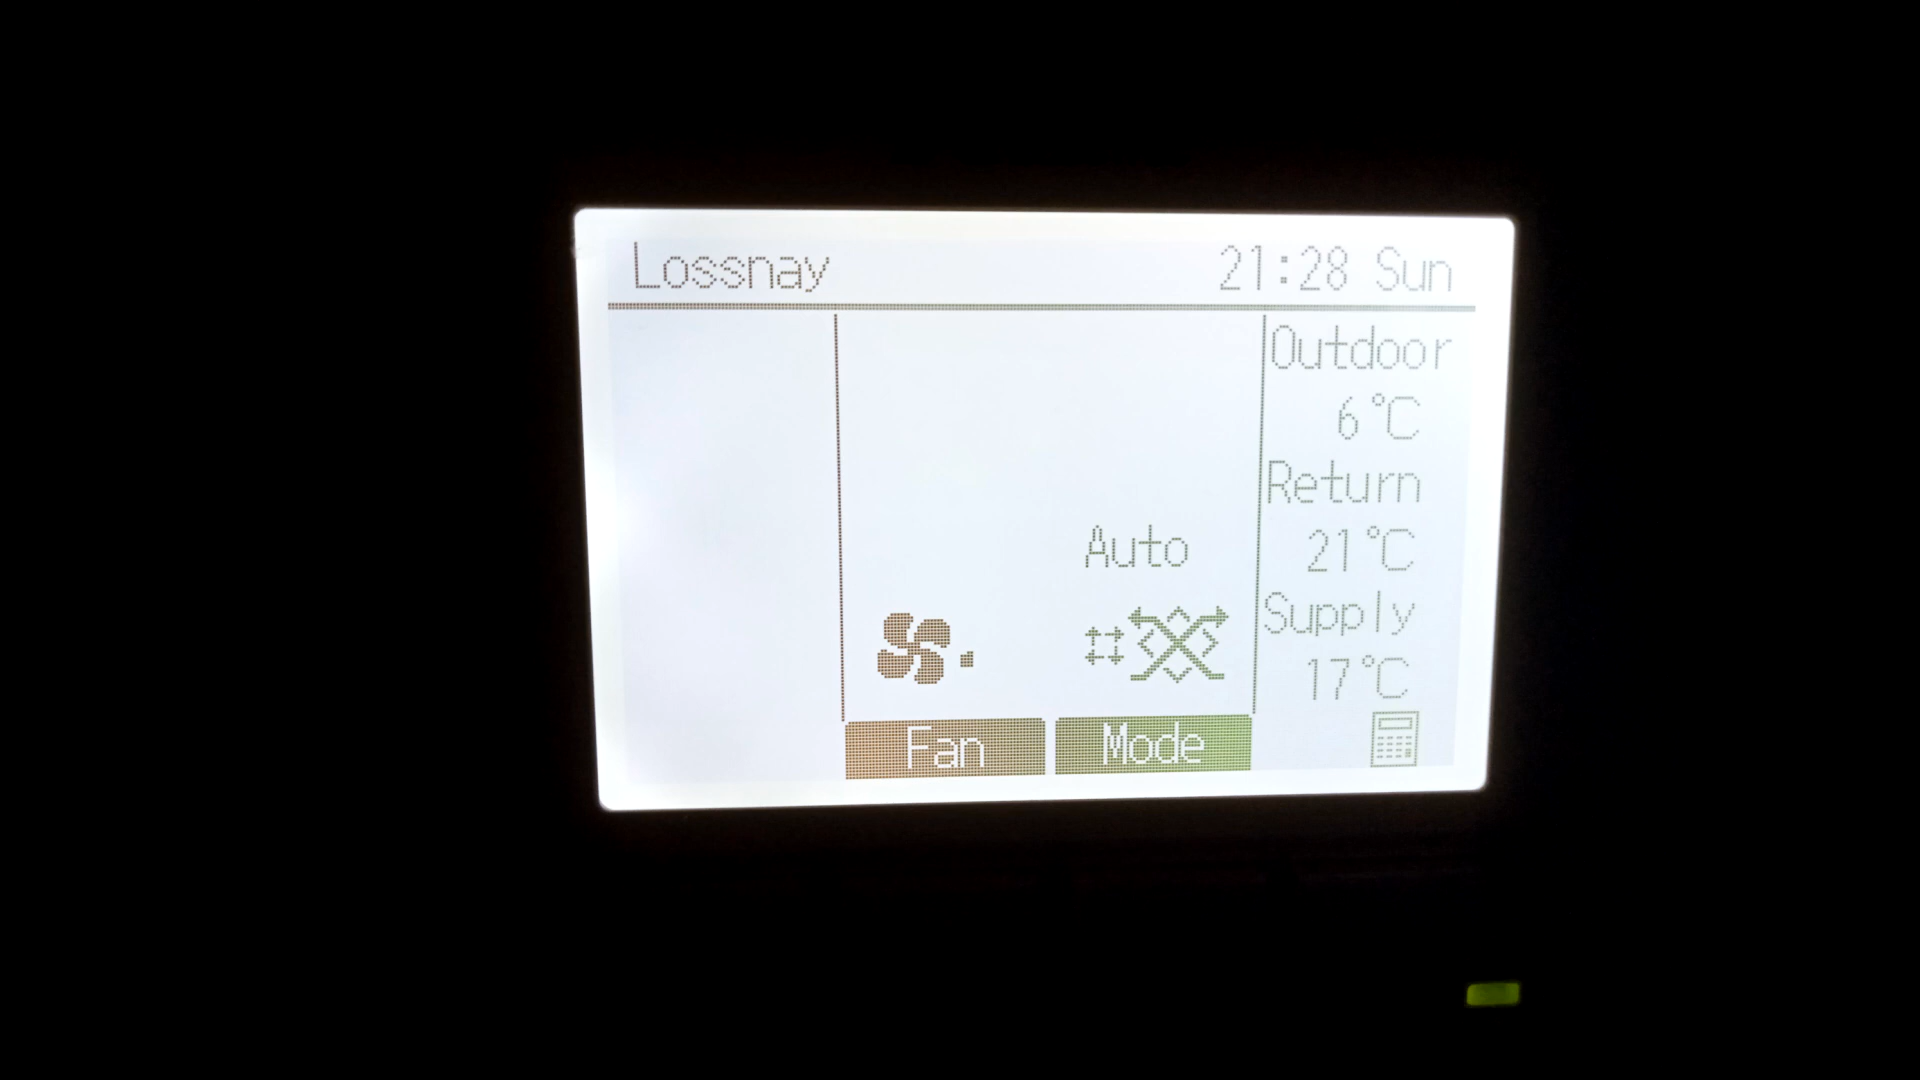 Lossnay 21:28 Sun
Outdoor
6°C
Return
21°C
Auto
Supply
17°C
Fan Mode